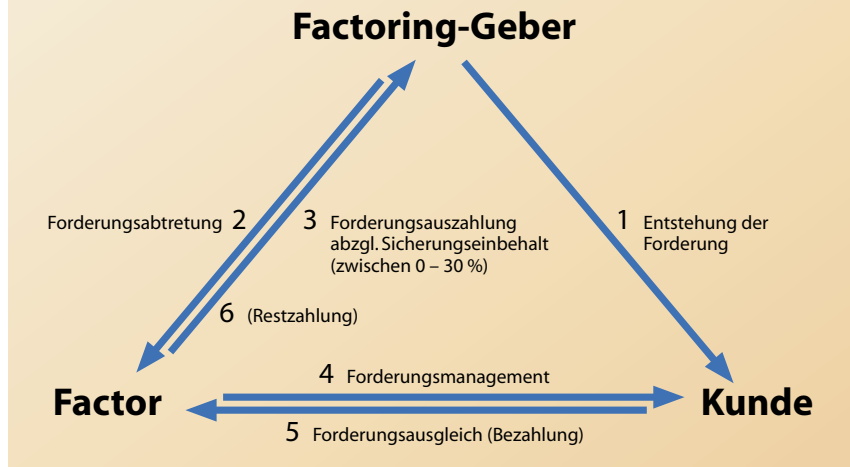 Factoring-Geber
Forderungsabtretung 2
3 Forderungsauszahlung
abzgl. Sicherungseinbehalt
(zwischen 0 – 30 %)
1 Entstehung der
Forderung
6 (Restzahlung)
4 Forderungsmanagement
Factor
Kunde
5 Forderungsausgleich (Bezahlung)